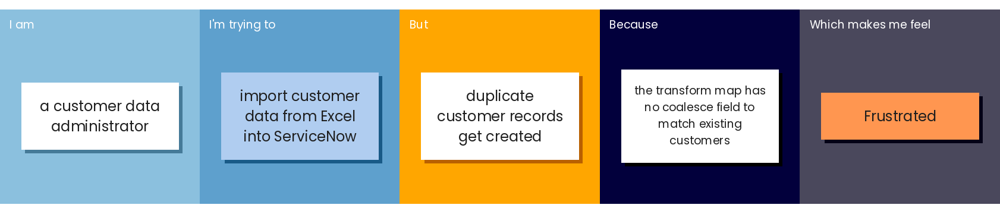 I am
a customer data
administrator
I'm trying to
import customer
data from Excel
into ServiceNow
But
duplicate
customer records
get created
Because
the transform map has
no coalesce field to
match existing
customers
Which makes me feel
Frustrated